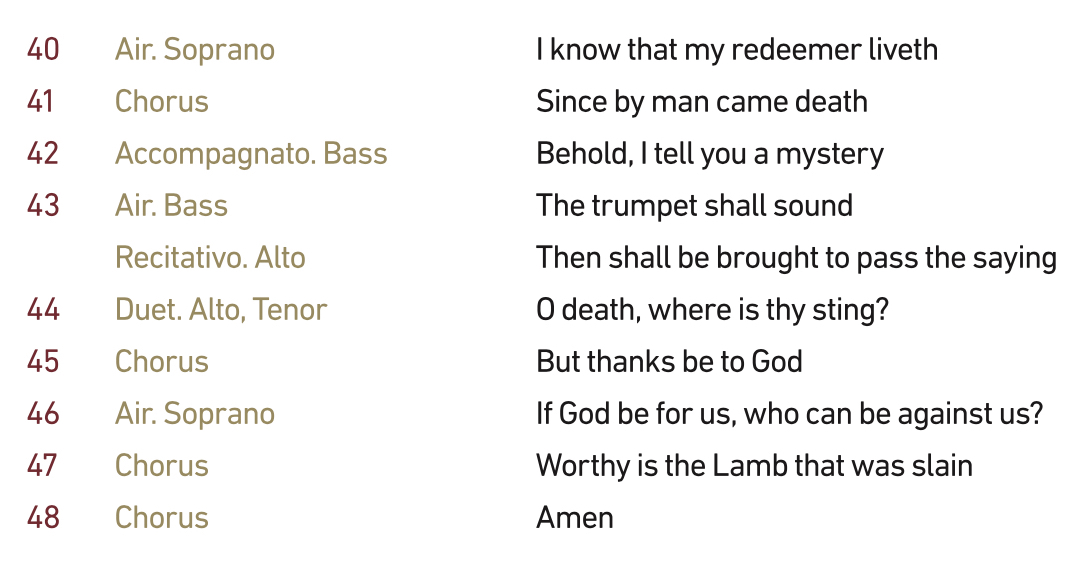 40 Air. Soprano I know that my redeemer liveth
41 Chorus Since by man came death
42 Accompagnato. Bass Behold, I tell you a mystery
43 Air. Bass The trumpet shall sound
Recitativo. Alto Then shall be brought to pass the saying
44 Duet. Alto, Tenor O death, where is thy sting?
45 Chorus But thanks be to God
46 Air. Soprano If God be for us, who can be against us?
47 Chorus Worthy is the Lamb that was slain
48 Chorus Amen